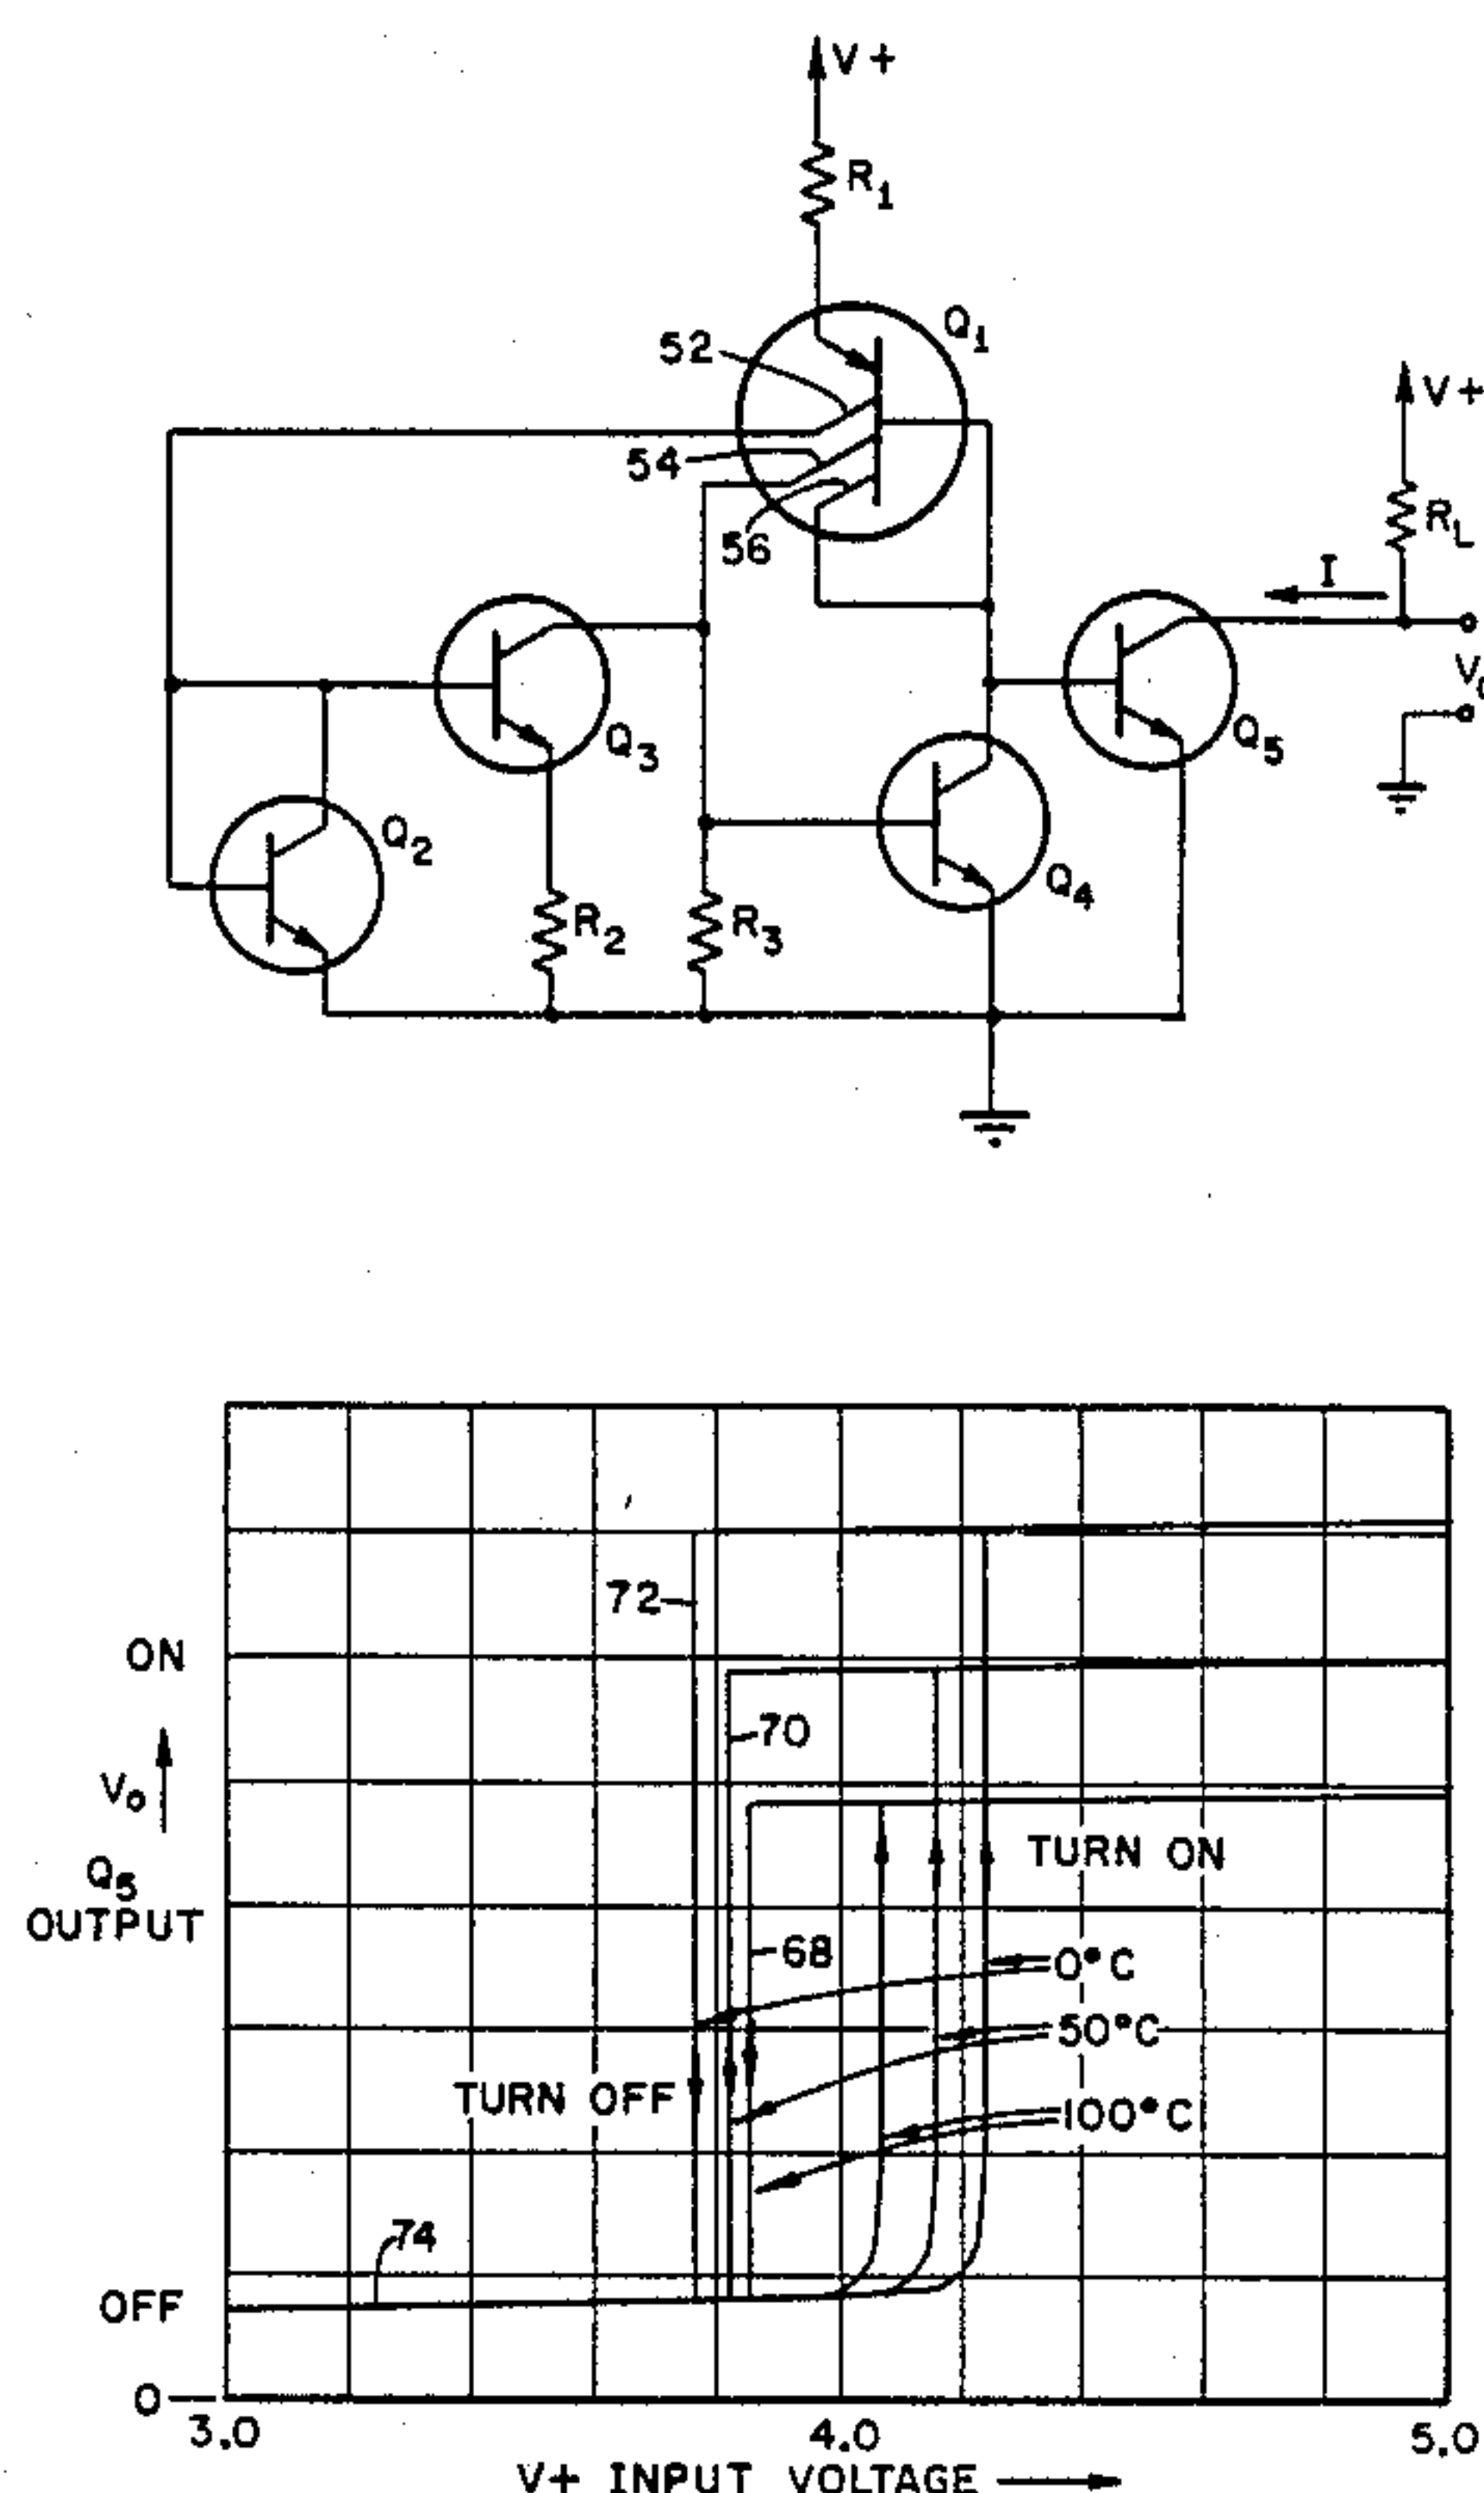 V+
R1
Q1
52
V+
54
RL
56
I
Q3
Q5
Q2
Q4
R2
R3
72
ON
70
Vo
TURN ON
Q5
OUTPUT
68
0°C
50°C
TURN OFF
100°C
74
OFF
0
3.0
4.0
5.0
V+ INPUT VOLTAGE